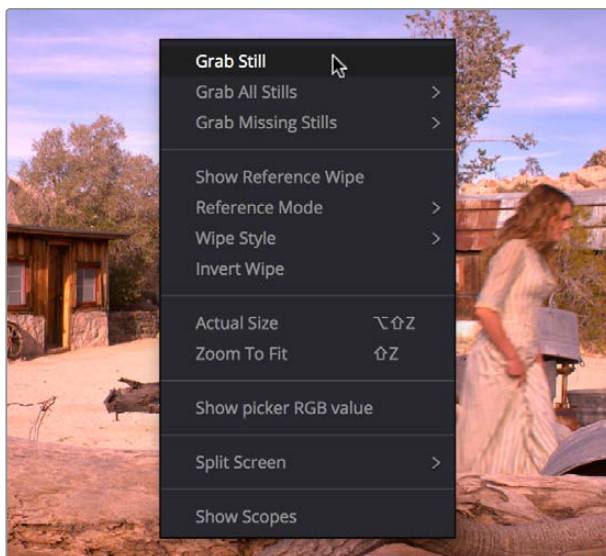 Grab Still
Grab All Stills
Grab Missing Stills
Show Reference Wipe
Reference Mode
Wipe Style
Invert Wipe
Actual Size ⌥⇧Z
Zoom To Fit ⇧Z
Show picker RGB value
Split Screen
Show Scopes